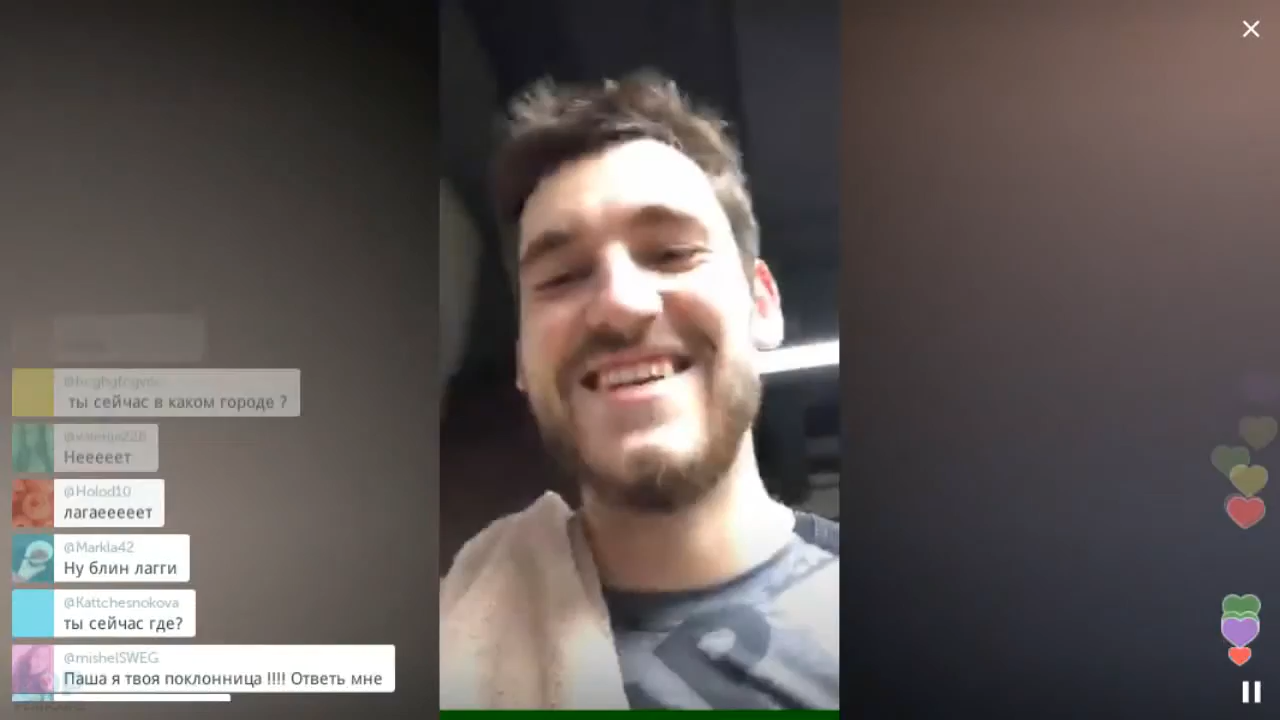 ты сейчас в каком городе ?
Нееееет
@Holod10
лагаееееет
@Markla42
Ну блин лагги
@Kattchesnokova
ты сейчас где?
@mishelSWEG
Паша я твоя поклонница !!!! Ответь мне